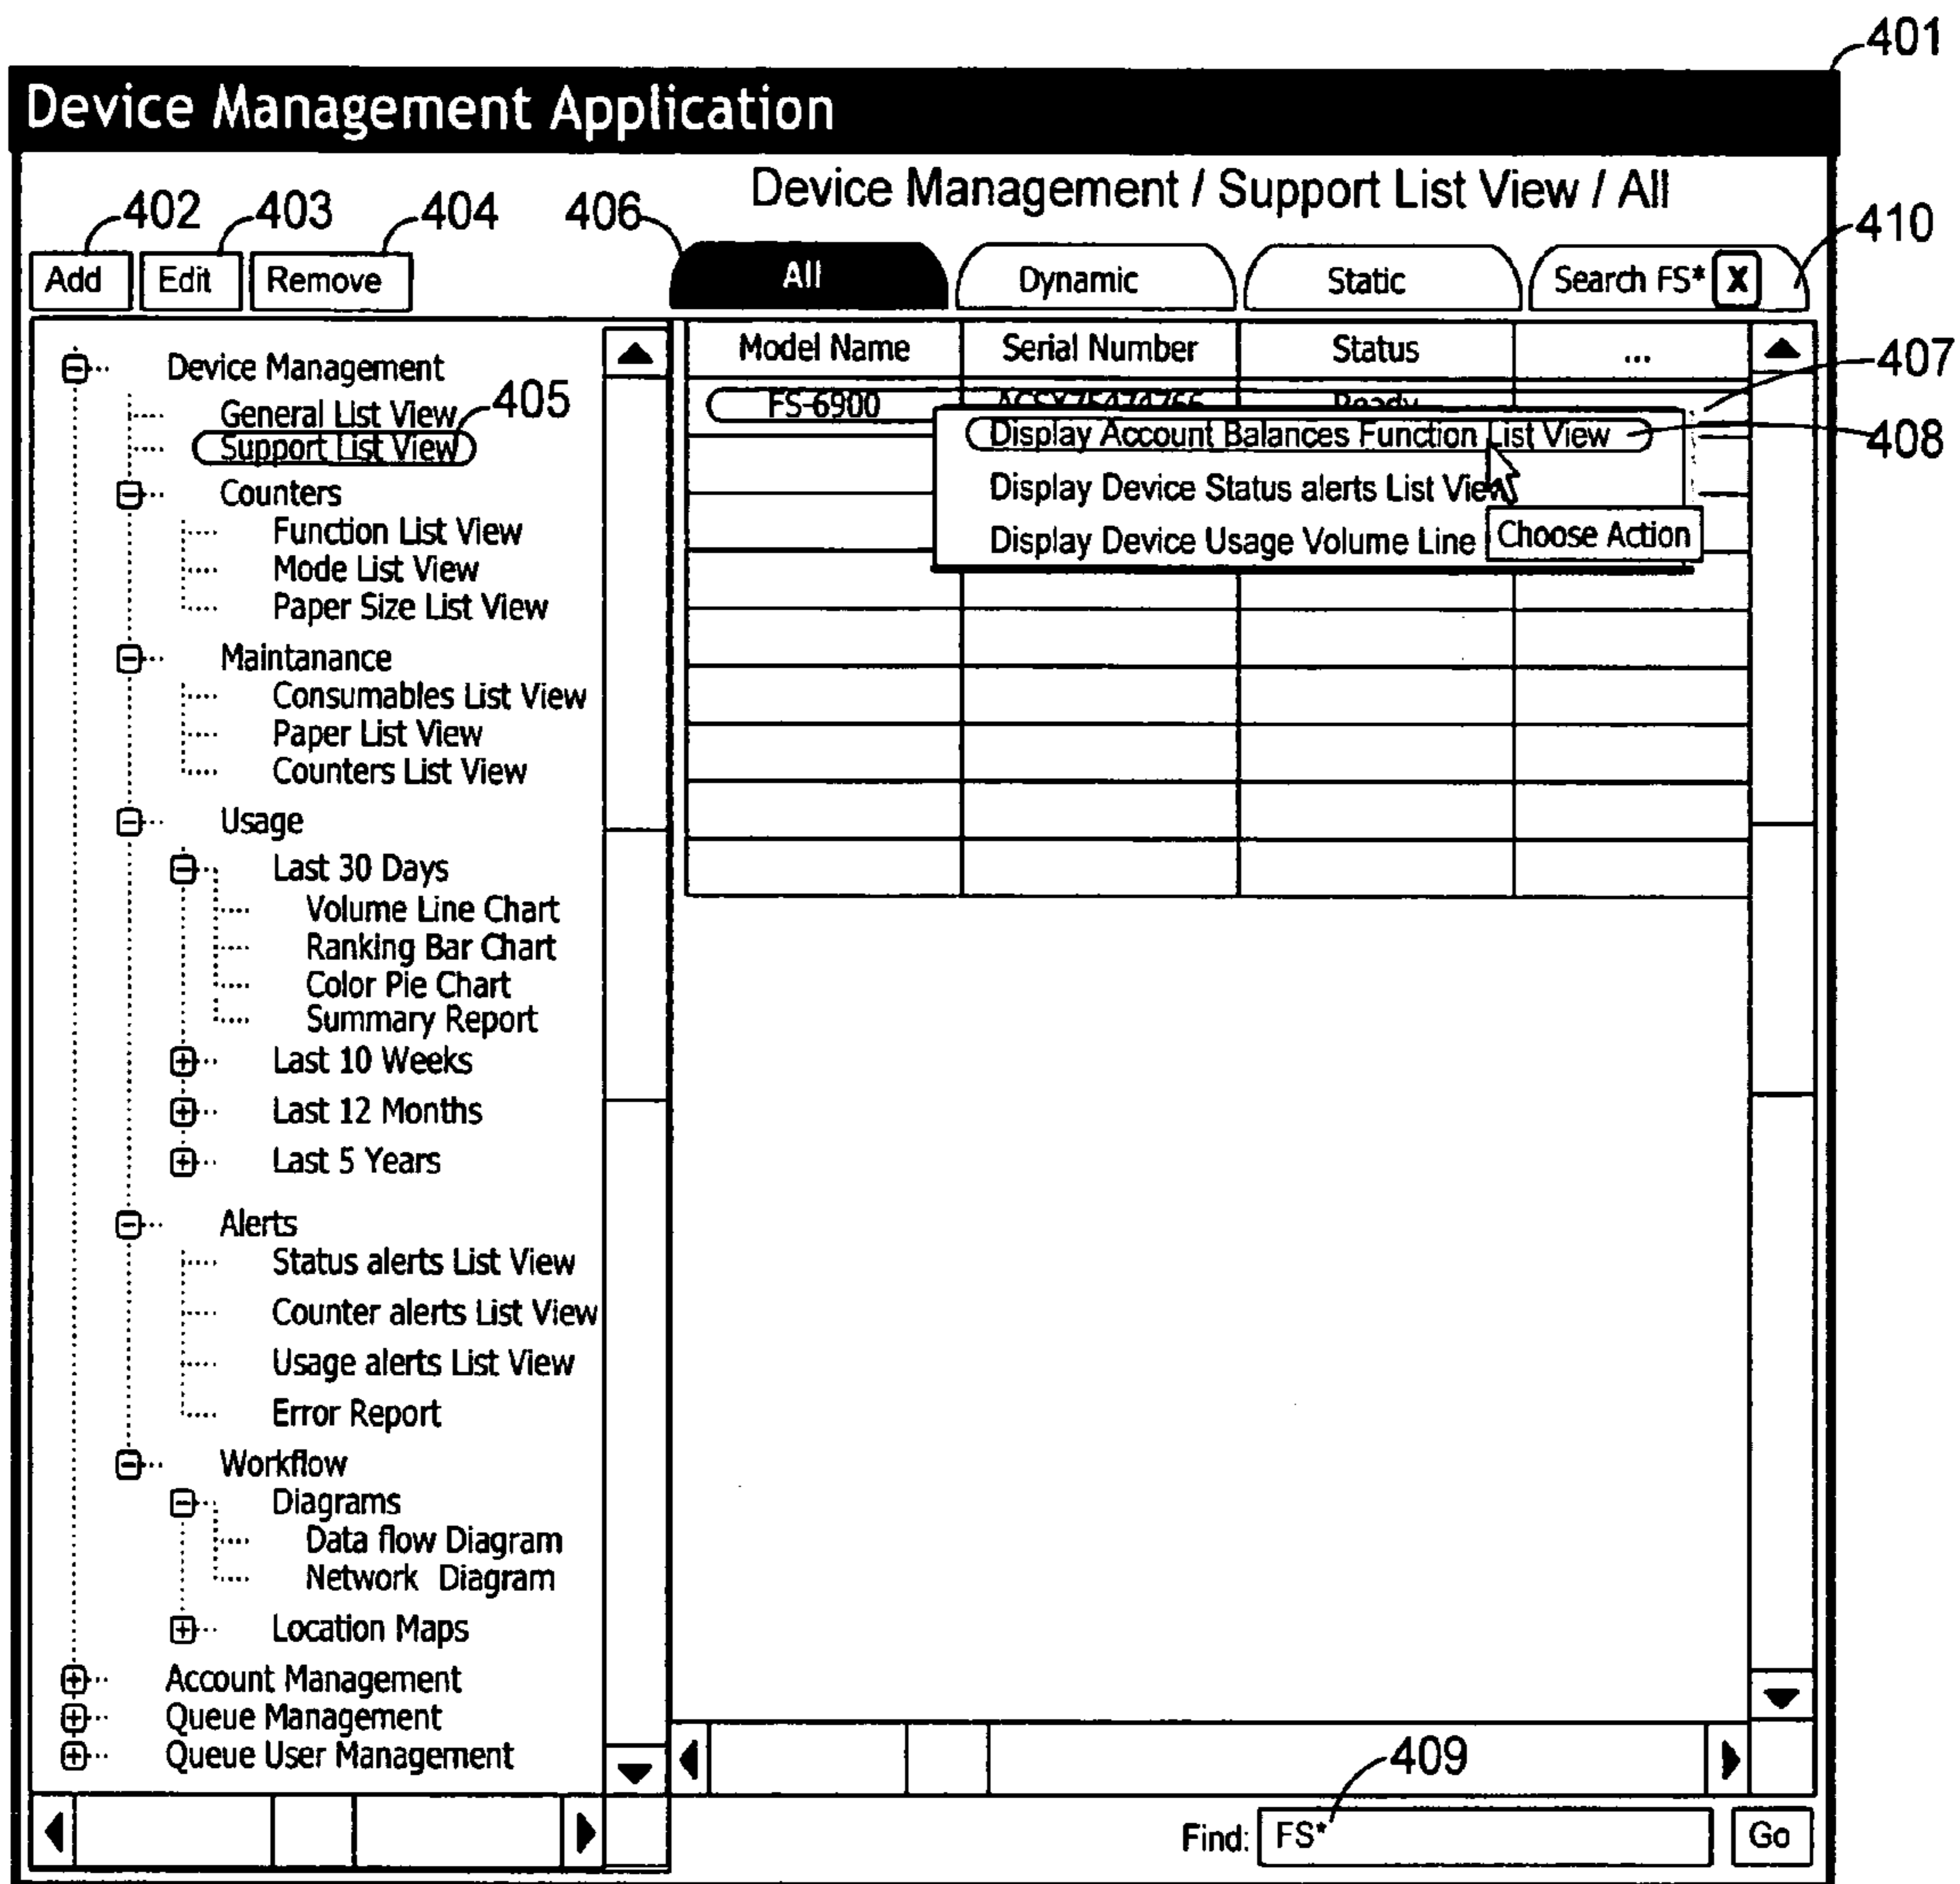 401
Device Management Application
Device Management / Support List View / All
402 403 404 406 410
Add Edit Remove
All Dynamic Static Search FS* X
Device Management
General List View 405
Support List View
Counters
Function List View
Mode List View
Paper Size List View
Maintanance
Consumables List View
Paper List View
Counters List View
Usage
Last 30 Days
Volume Line Chart
Ranking Bar Chart
Color Pie Chart
Summary Report
Last 10 Weeks
Last 12 Months
Last 5 Years
Alerts
Status alerts List View
Counter alerts List View
Usage alerts List View
Error Report
Workflow
Diagrams
Data flow Diagram
Network Diagram
Location Maps
Account Management
Queue Management
Queue User Management
Model Name Serial Number Status ...
407
FS-6900 Ready
Display Account Balances Function List View 408
Display Device Status alerts List View
Display Device Usage Volume Line
Choose Action
409
Find: FS* Go